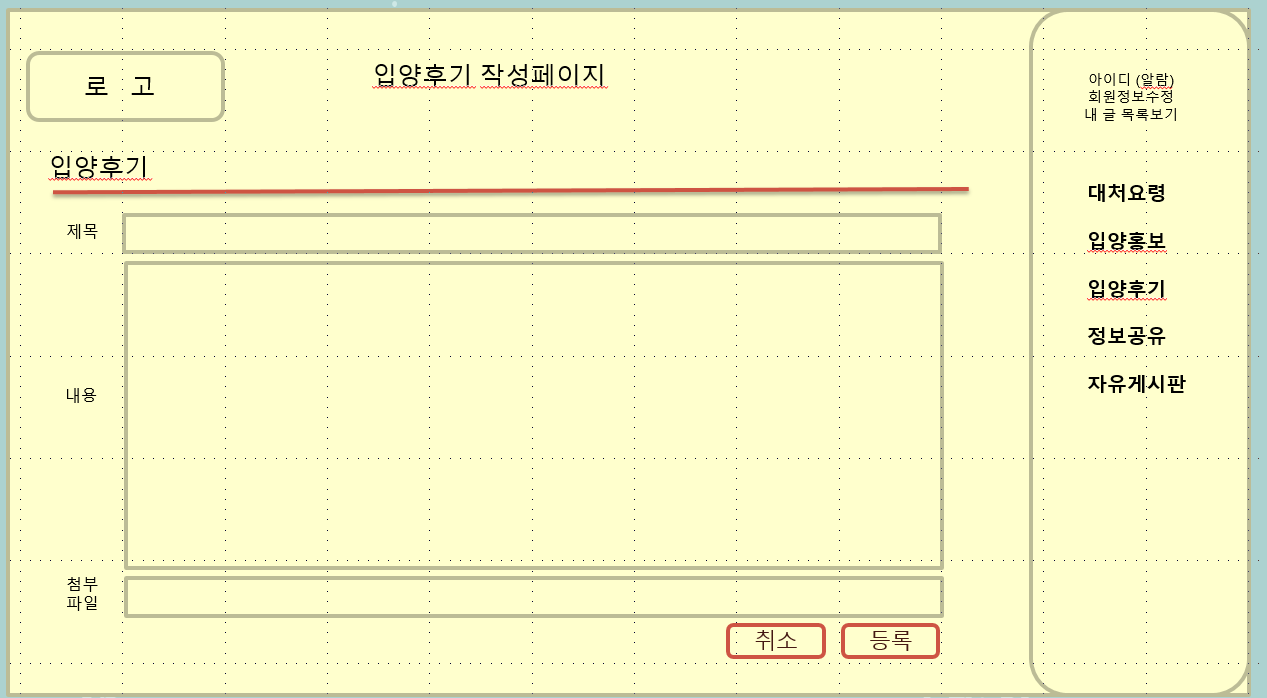 로 고
입양후기 작성페이지
입양후기
제목
내용
첨부
파일
취소
등록
아이디 (알람)
회원정보수정
내 글 목록보기
대처요령
입양홍보
입양후기
정보공유
자유게시판